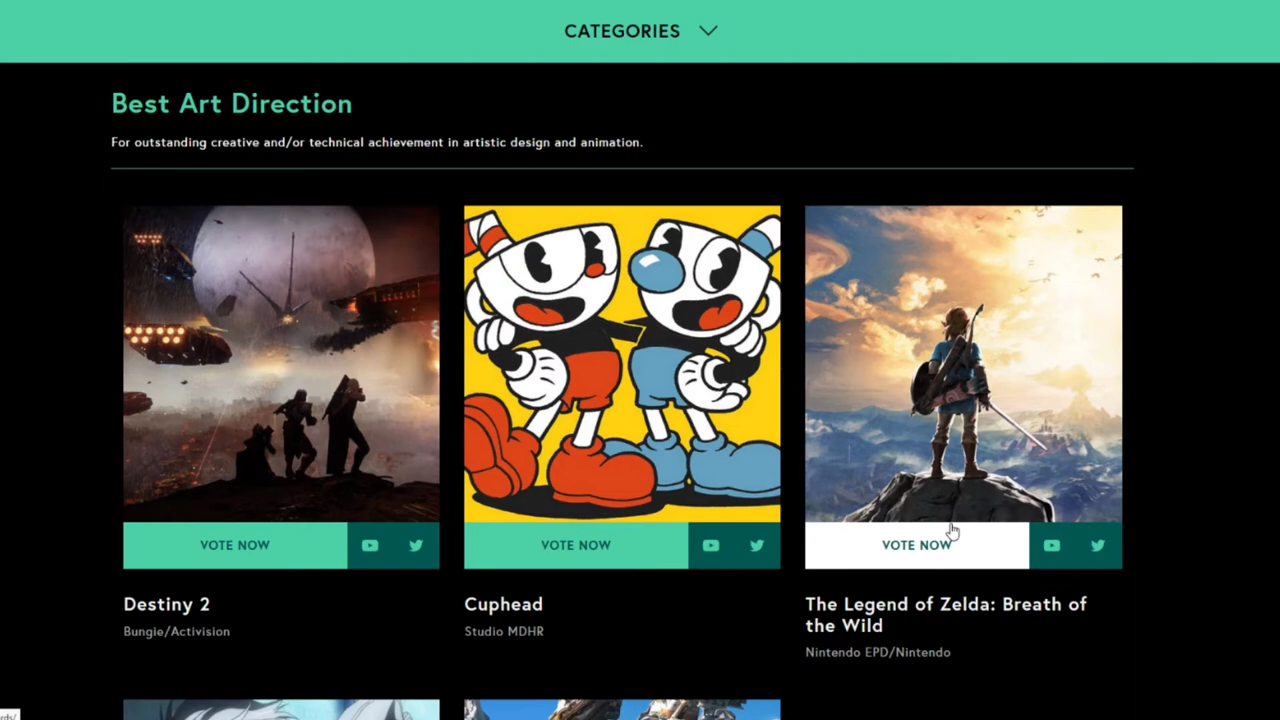 CATEGORIES
Best Art Direction
For outstanding creative and/or technical achievement in artistic design and animation.
VOTE NOW
VOTE NOW
VOTE NOW
Destiny 2
Bungie/Activision
Cuphead
Studio MDHR
The Legend of Zelda: Breath of
the Wild
Nintendo EPD/Nintendo
rds/